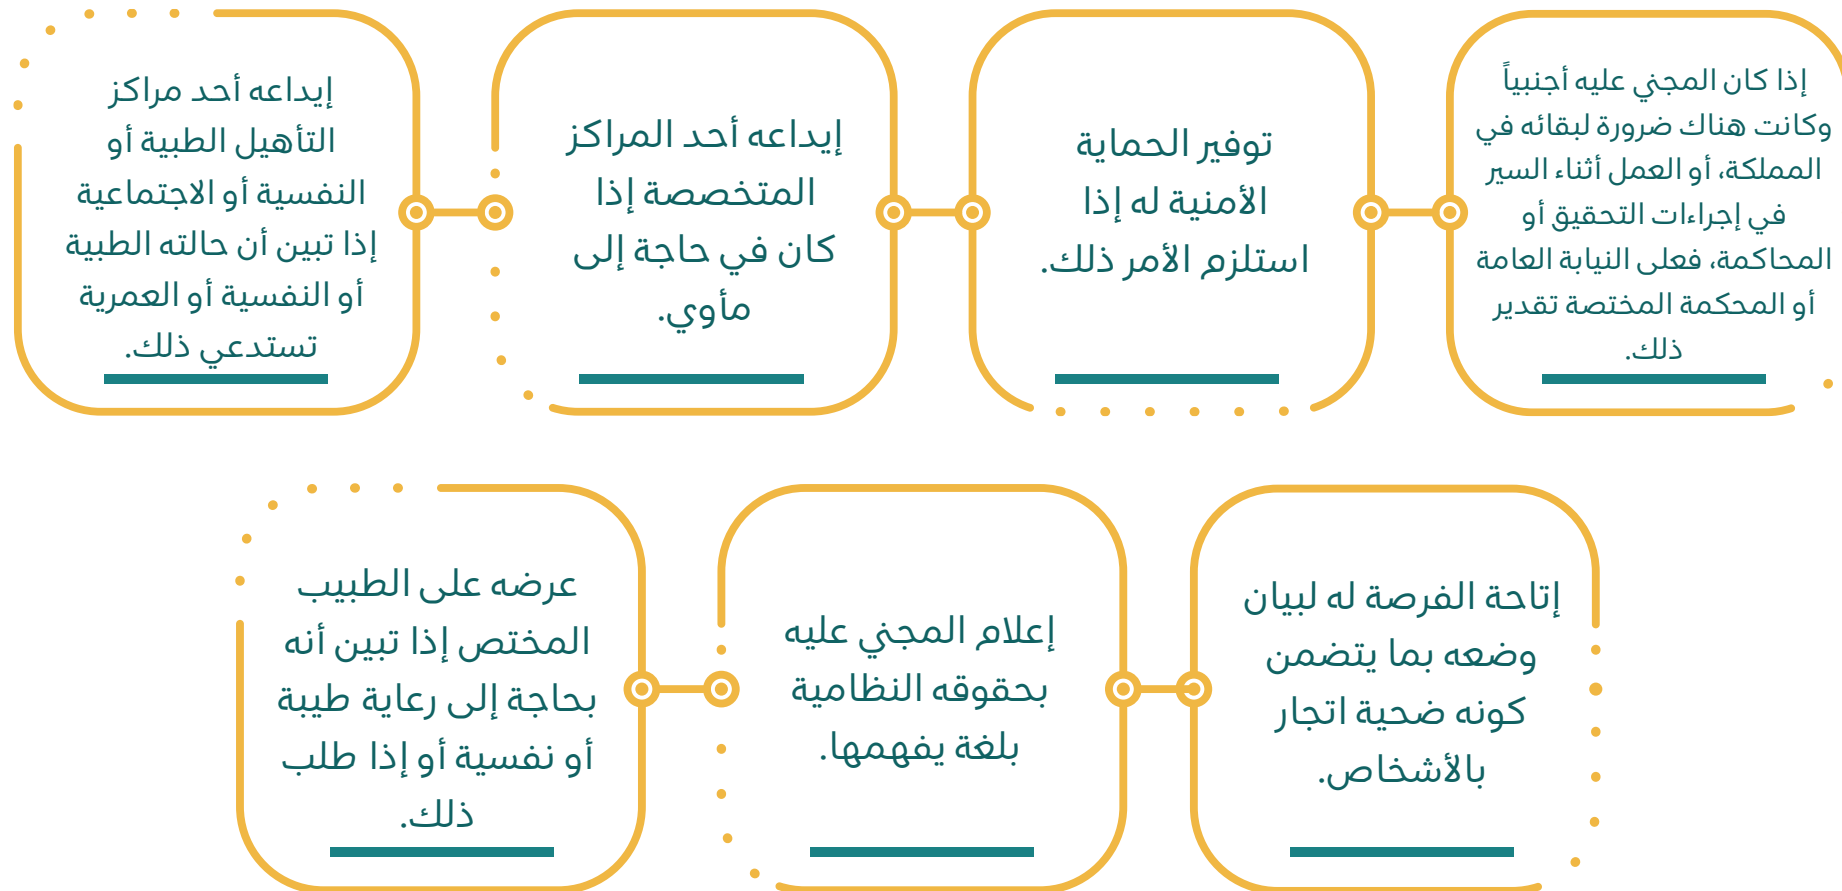 إذا كان المجني عليه أجنبياً
وكانت هناك ضرورة لبقائه في
المملكة، أو العمل أثناء السير
في إجراءات التحقيق أو
المحاكمة، فعلى النيابة العامة
أو المحكمة المختصة تقدير
ذلك.
توفير الحماية
الأمنية له إذا
استلزم الأمر ذلك.
إيداعه أحد المراكز
المتخصصة إذا
كان في حاجة إلى
مأوي.
إيداعه أحد مراكز
التأهيل الطبية أو
النفسية أو الاجتماعية
إذا تبين أن حالته الطبية
أو النفسية أو العمرية
تستدعي ذلك.
إتاحة الفرصة له لبيان
وضعه بما يتضمن
كونه ضحية اتجار
بالأشخاص.
إعلام المجني عليه
بحقوقه النظامية
بلغة يفهمها.
عرضه على الطبيب
المختص إذا تبين أنه
بحاجة إلى رعاية طيبة
أو نفسية أو إذا طلب
ذلك.